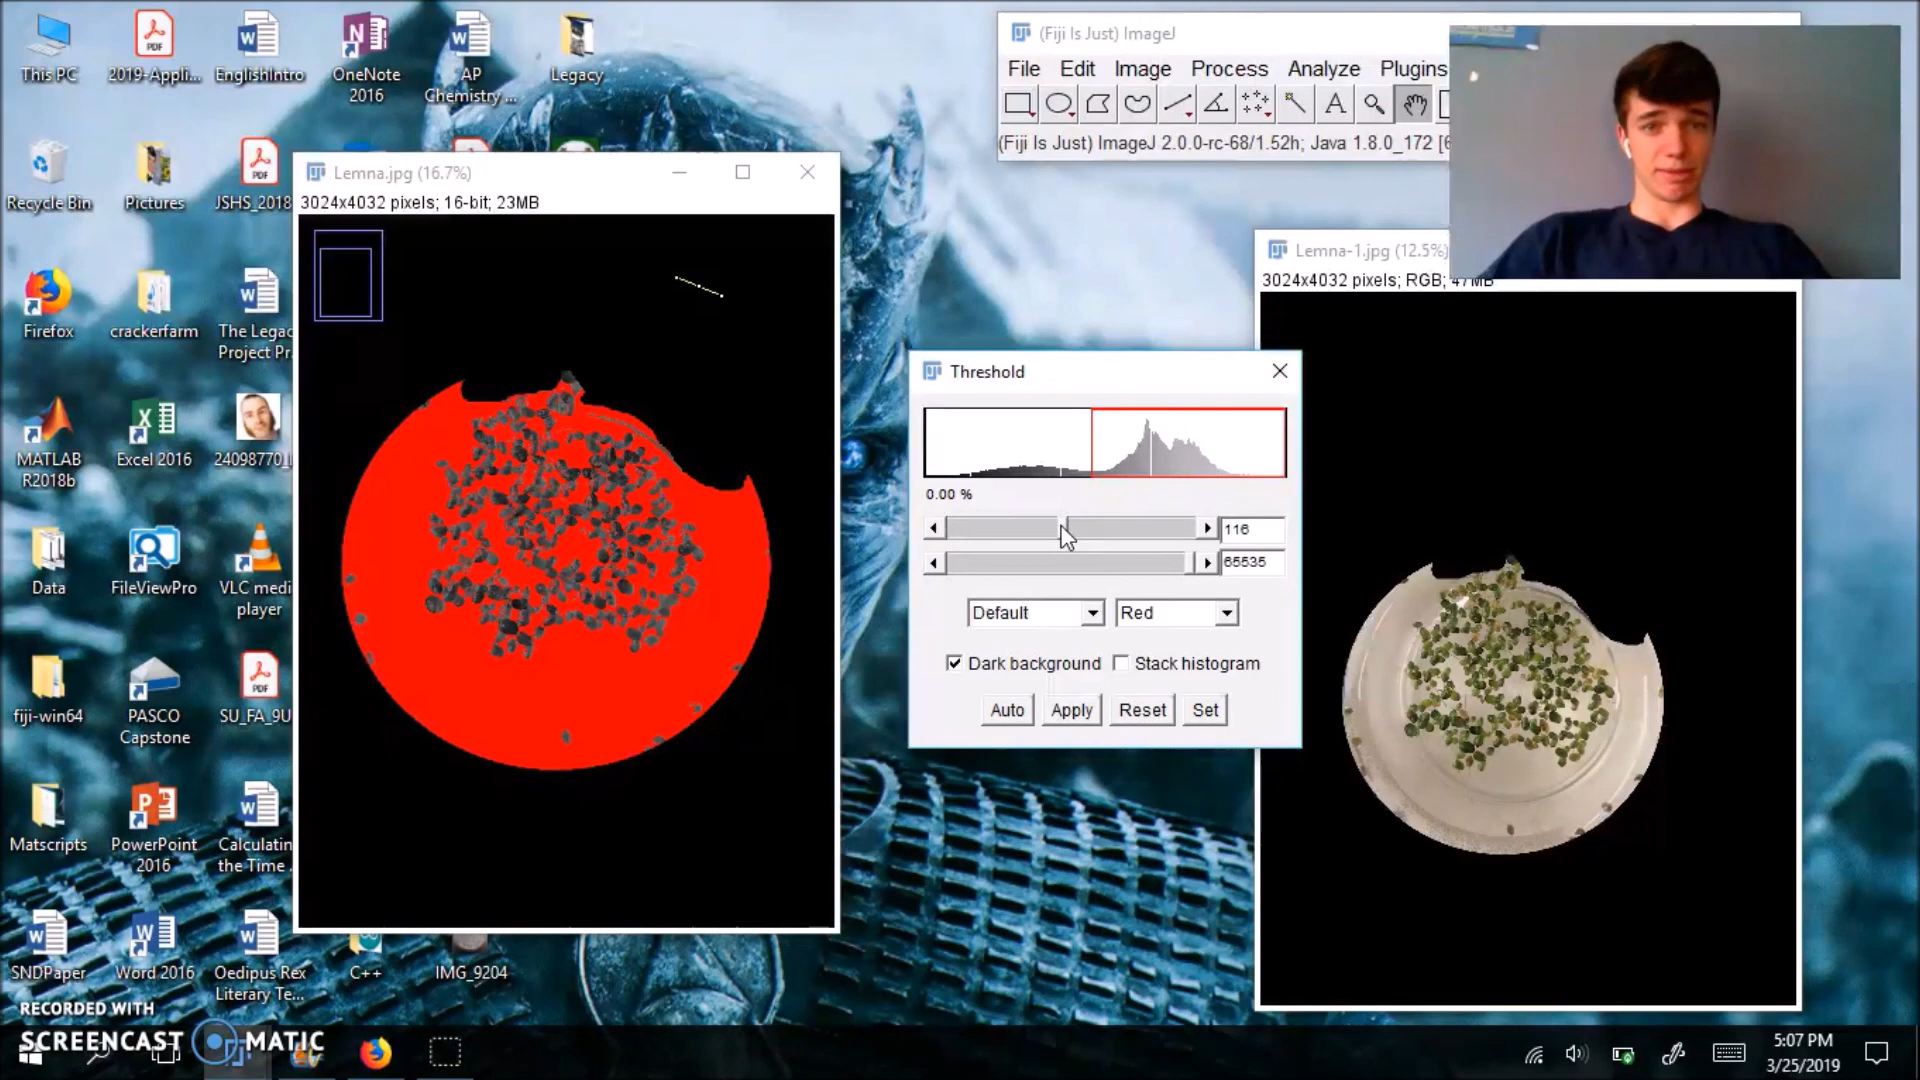 This PC
2019-Appli...
EnglishIntro
OneNote
2016
AP
Chemistry ...
Legacy
Recycle Bin
Pictures
JSHS_2018
Firefox
crackerfarm
The Legac
Project Pr
MATLAB
R2018b
Excel 2016
24098770
Data
FileViewPro
VLC medi
player
fiji-win64
PASCO
Capstone
SU_FA_9U
Matscripts
PowerPoint
2016
Calculatin
the Time
SNDPaper
Word 2016
Oedipus Rex
Literary Te...
C++
IMG_9204
Lemna.jpg (16.7%)
3024x4032 pixels; 16-bit; 23MB
(Fiji Is Just) ImageJ
File Edit Image Process Analyze Plugins
(Fiji Is Just) ImageJ 2.0.0-rc-68/1.52h; Java 1.8.0_172 [6
Lemna-1.jpg (12.5%)
3024x4032 pixels; RGB; 47MB
Threshold
0.00 %
116
65535
Default
Red
Dark background
Stack histogram
Auto
Apply
Reset
Set
RECORDED WITH
SCREENCAST MATIC
5:07 PM
3/25/2019